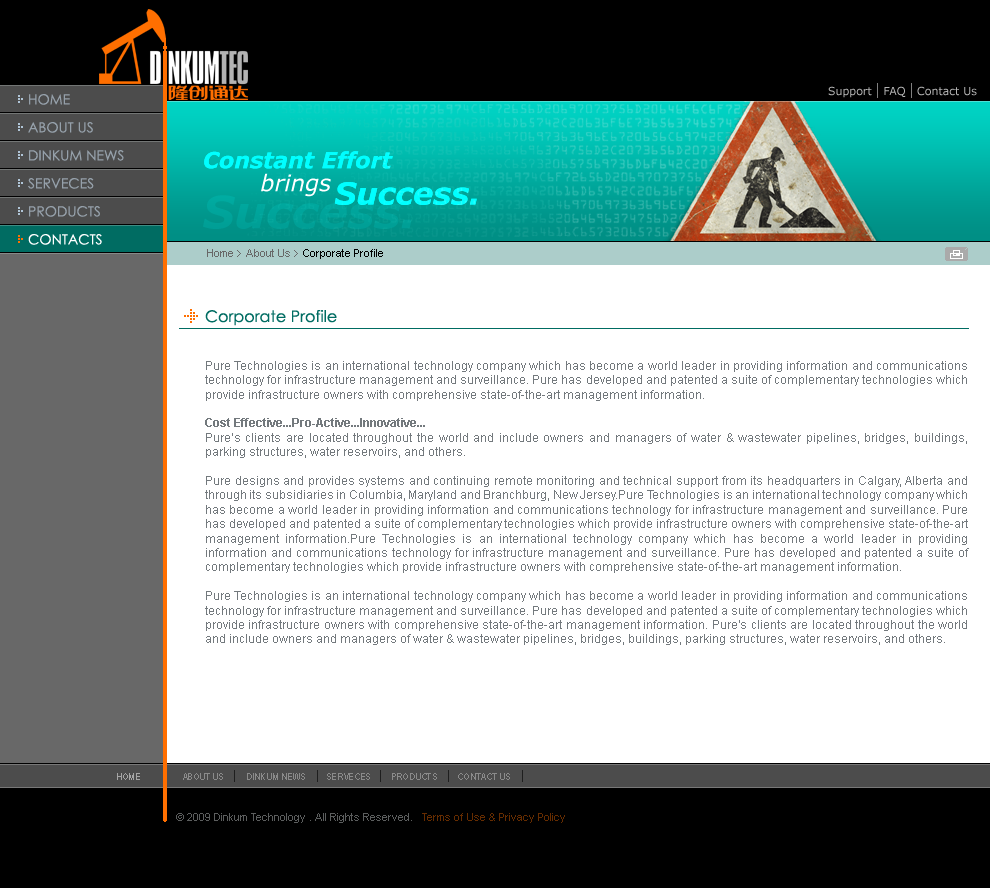 DINKUMTEC
隆创通达
Support | FAQ | Contact Us
HOME
ABOUT US
DINKUM NEWS
SERVECES
PRODUCTS
CONTACTS
Constant Effort
brings Success.
Success.
Home > About Us > Corporate Profile
Corporate Profile
Pure Technologies is an international technology company which has become a world leader in providing information and communications
technology for infrastructure management and surveillance. Pure has developed and patented a suite of complementary technologies which
provide infrastructure owners with comprehensive state-of-the-art management information.
Cost Effective...Pro-Active...Innovative...
Pure's clients are located throughout the world and include owners and managers of water & wastewater pipelines, bridges, buildings,
parking structures, water reservoirs, and others.
Pure designs and provides systems and continuing remote monitoring and technical support from its headquarters in Calgary, Alberta and
through its subsidiaries in Columbia, Maryland and Branchburg, New Jersey.Pure Technologies is an international technology company which
has become a world leader in providing information and communications technology for infrastructure management and surveillance. Pure
has developed and patented a suite of complementary technologies which provide infrastructure owners with comprehensive state-of-the-art
management information.Pure Technologies is an international technology company which has become a world leader in providing
information and communications technology for infrastructure management and surveillance. Pure has developed and patented a suite of
complementary technologies which provide infrastructure owners with comprehensive state-of-the-art management information.
Pure Technologies is an international technology company which has become a world leader in providing information and communications
technology for infrastructure management and surveillance. Pure has developed and patented a suite of complementary technologies which
provide infrastructure owners with comprehensive state-of-the-art management information. Pure's clients are located throughout the world
and include owners and managers of water & wastewater pipelines, bridges, buildings, parking structures, water reservoirs, and others.
HOME ABOUT US | DINKUM NEWS | SERVECES | PRODUCTS | CONTACT US |
© 2009 Dinkum Technology . All Rights Reserved. Terms of Use & Privacy Policy